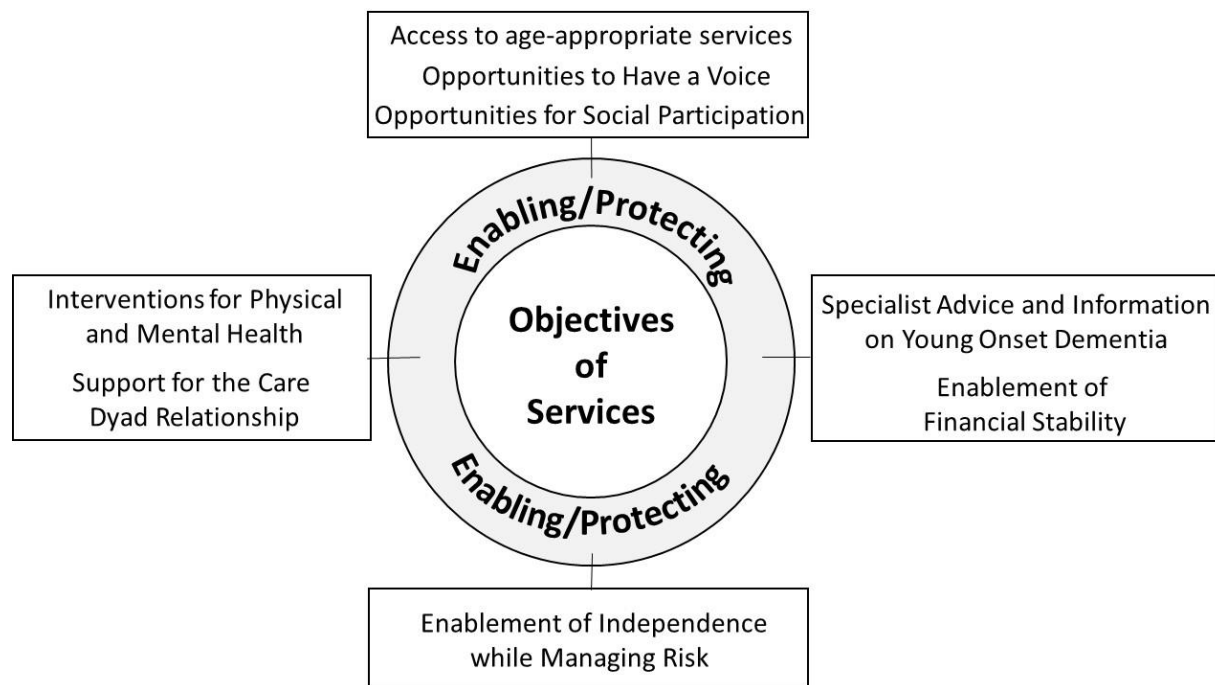 Access to age-appropriate services
Opportunities to Have a Voice
Opportunities for Social Participation
Enabling/Protecting
Interventions for Physical
and Mental Health
Support for the Care
Dyad Relationship
Objectives
of
Services
Specialist Advice and Information
on Young Onset Dementia
Enablement of
Financial Stability
Enabling/Protecting
Enablement of Independence
while Managing Risk